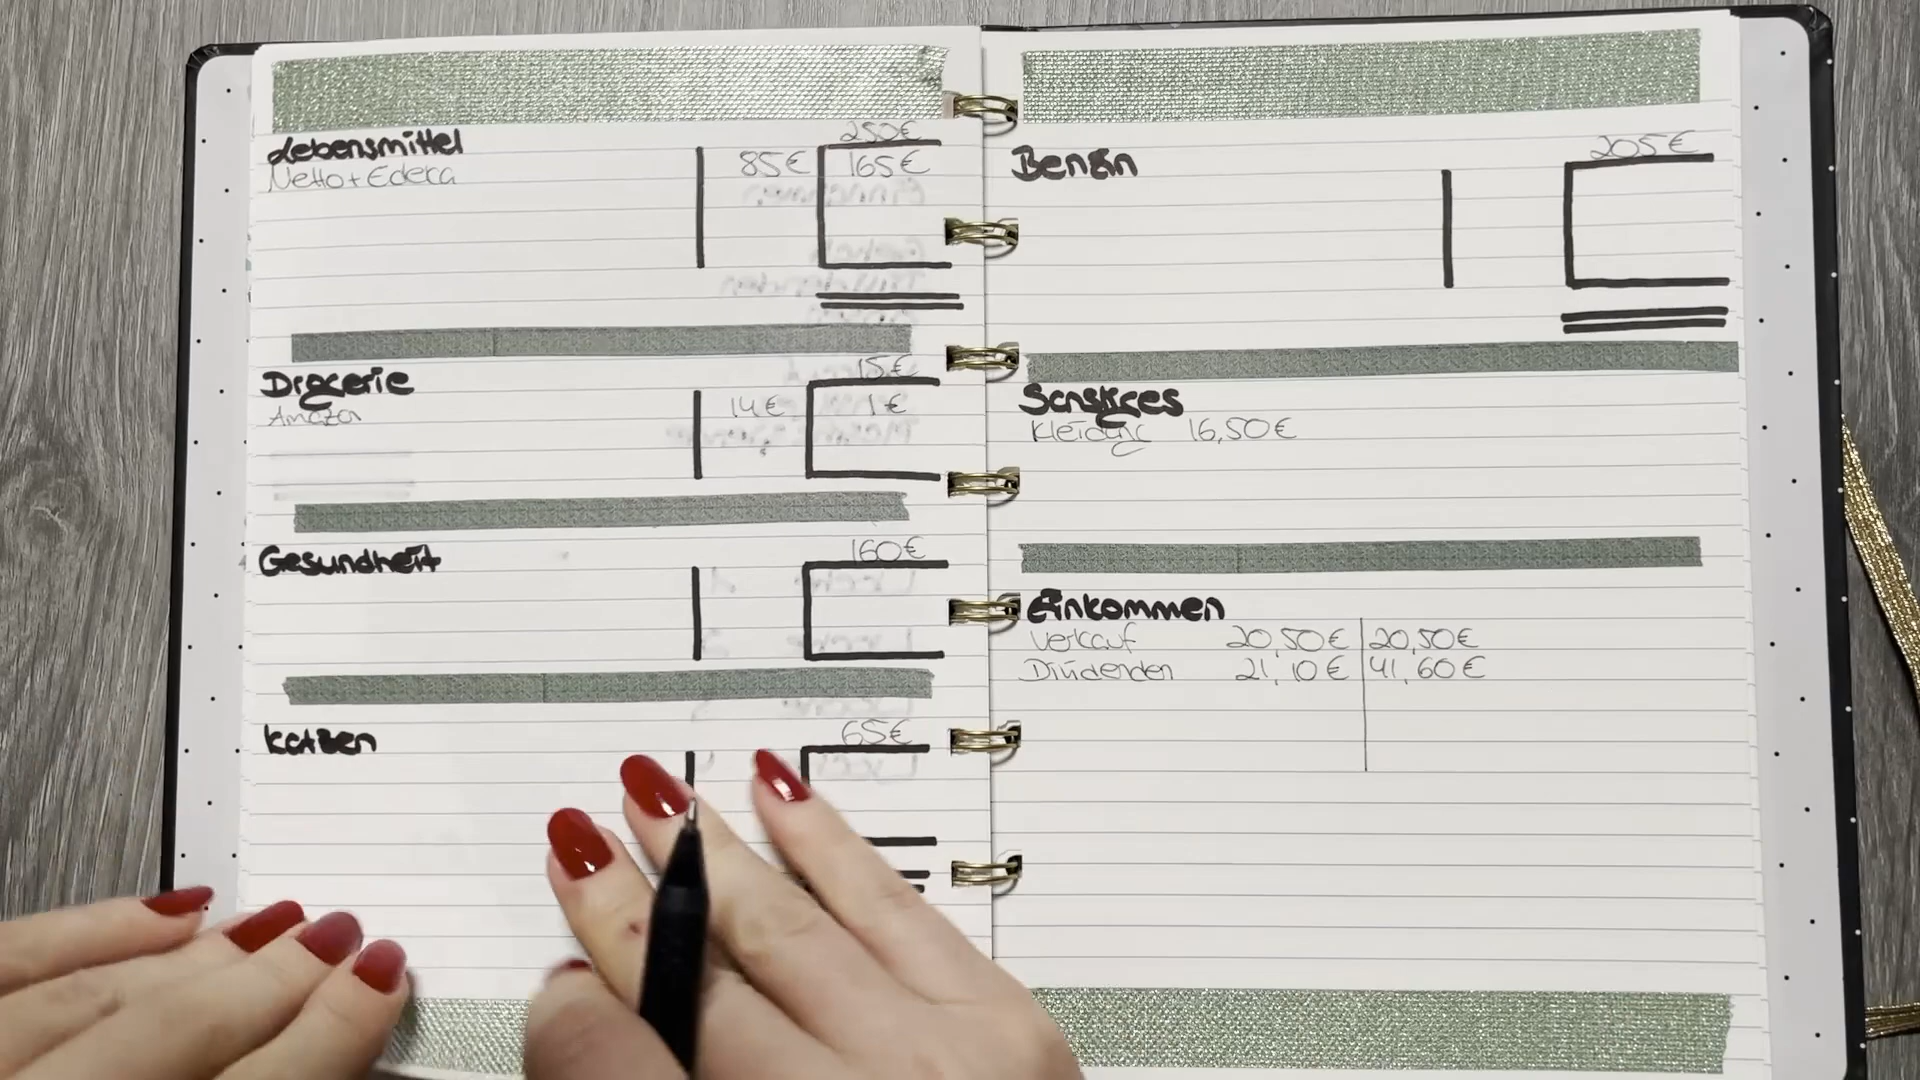 250€
Lebensmittel
Netto + Edeka 85€ 165€
15€
Drogerie
Amazon 14€ 1€
160€
Gesundheit
65€
Katzen
205€
Benzin
Sonstiges
Kleidung 16,50€
Einkommen
Verkauf 20,50€ 20,50€
Dividenden 21,10€ 41,60€